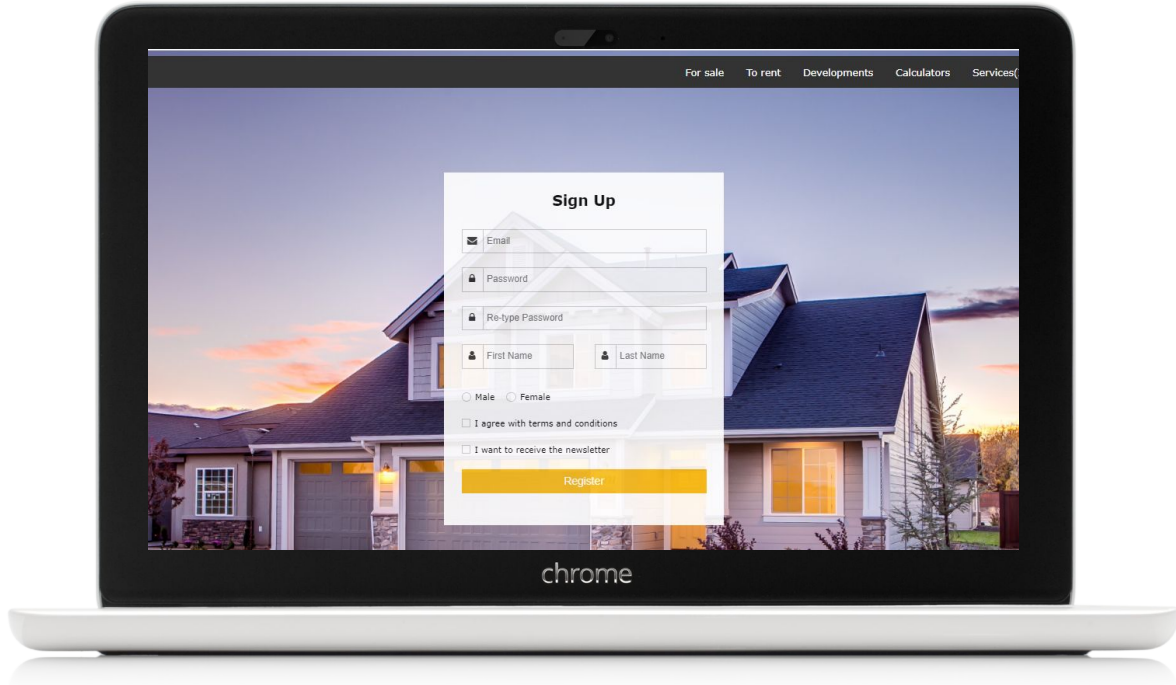 For sale To rent Developments Calculators Services(
Sign Up
Email
Password
Re-type Password
First Name Last Name
Male Female
I agree with terms and conditions
I want to receive the newsletter
Register
chrome